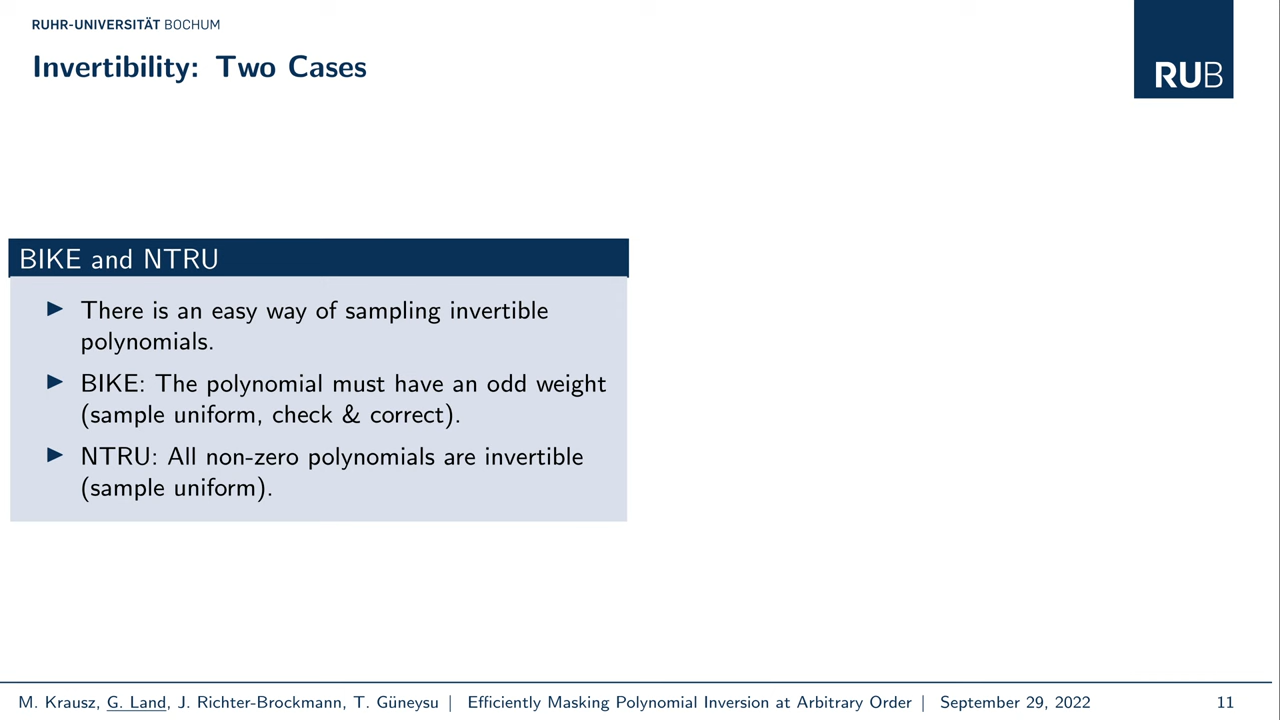 RUHR-UNIVERSITÄT BOCHUM
Invertibility: Two Cases
RUB
BIKE and NTRU
▶ There is an easy way of sampling invertible
polynomials.
▶ BIKE: The polynomial must have an odd weight
(sample uniform, check & correct).
▶ NTRU: All non-zero polynomials are invertible
(sample uniform).
M. Krausz, G. Land, J. Richter-Brockmann, T. Güneysu | Efficiently Masking Polynomial Inversion at Arbitrary Order | September 29, 2022 11